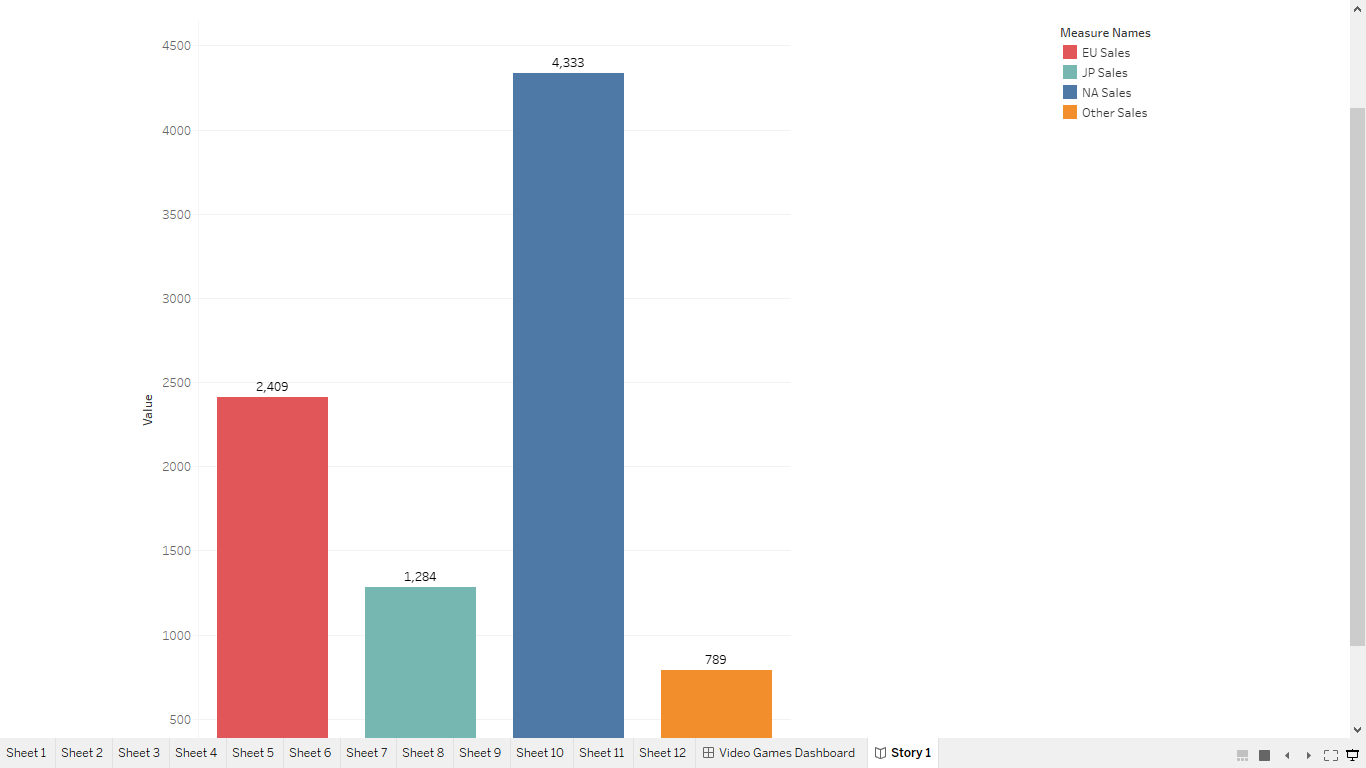 Measure Names
EU Sales
JP Sales
NA Sales
Other Sales
4500
4,333
4000
3500
3000
2500
2,409
Value
2000
1500
1,284
1000
789
500
Sheet 1 Sheet 2 Sheet 3 Sheet 4 Sheet 5 Sheet 6 Sheet 7 Sheet 8 Sheet 9 Sheet 10 Sheet 11 Sheet 12 Video Games Dashboard Story 1